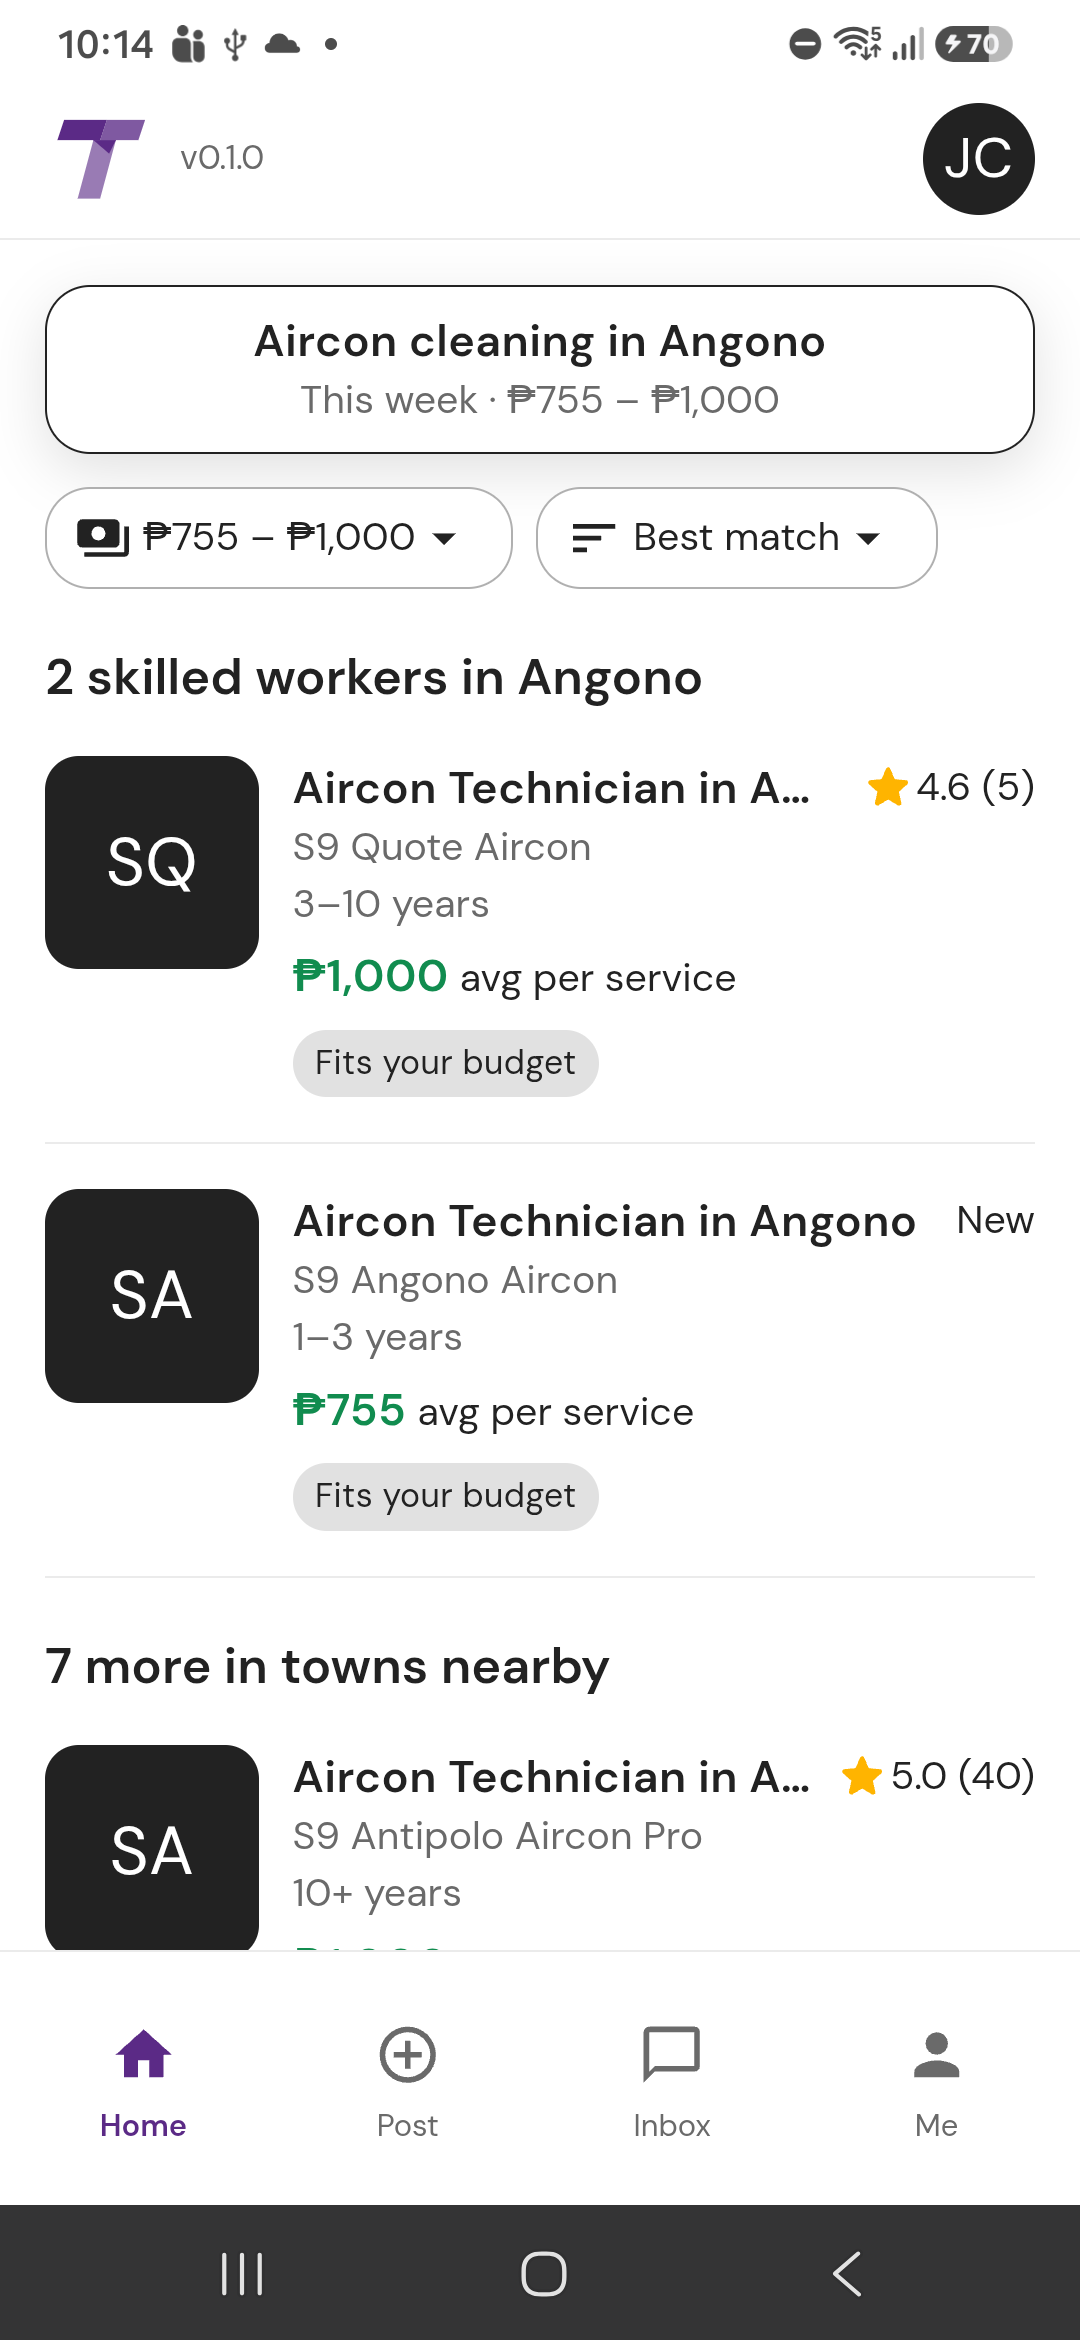 10:14
5
70
v0.1.0
JC
Aircon cleaning in Angono
This week · ₱755 – ₱1,000
₱755 – ₱1,000
Best match
2 skilled workers in Angono
SQ
Aircon Technician in A...
4.6 (5)
S9 Quote Aircon
3–10 years
₱1,000 avg per service
Fits your budget
SA
Aircon Technician in Angono
New
S9 Angono Aircon
1–3 years
₱755 avg per service
Fits your budget
7 more in towns nearby
SA
Aircon Technician in A...
5.0 (40)
S9 Antipolo Aircon Pro
10+ years
Home
Post
Inbox
Me